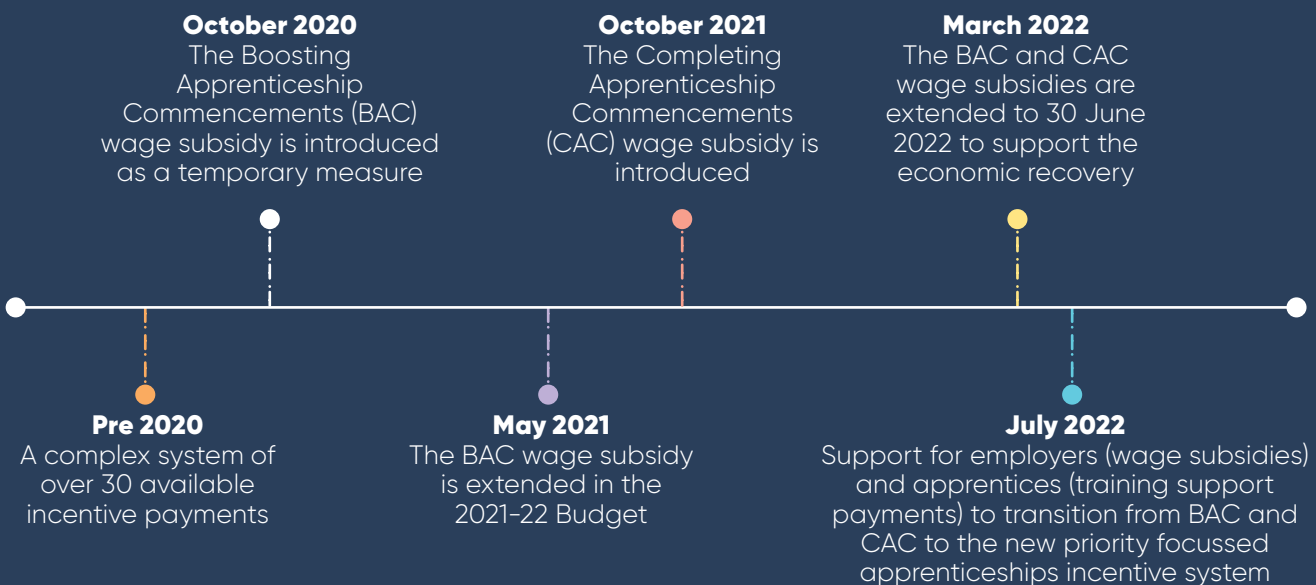 October 2020
The Boosting
Apprenticeship
Commencements (BAC)
wage subsidy is introduced
as a temporary measure
October 2021
The Completing
Apprenticeship
Commencements
(CAC) wage subsidy is
introduced
March 2022
The BAC and CAC
wage subsidies are
extended to 30 June
2022 to support the
economic recovery
Pre 2020
A complex system of
over 30 available
incentive payments
May 2021
The BAC wage subsidy
is extended in the
2021-22 Budget
July 2022
Support for employers (wage subsidies)
and apprentices (training support
payments) to transition from BAC and
CAC to the new priority focussed
apprenticeships incentive system